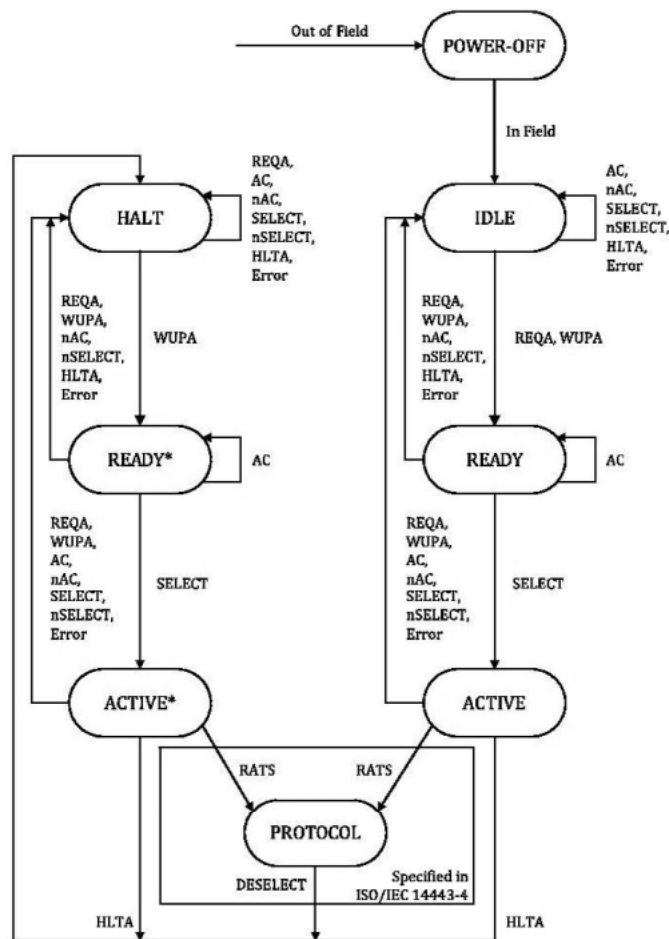 Out of Field
POWER-OFF
In Field
HALT
REQA,
AC,
nAC,
SELECT,
nSELECT,
HLTA,
Error
IDLE
AC,
nAC,
SELECT,
nSELECT,
HLTA,
Error
REQA,
WUPA,
nAC,
nSELECT,
HLTA,
Error
WUPA
REQA,
WUPA,
nAC,
nSELECT,
HLTA,
Error
REQA, WUPA
READY*
AC
READY
AC
REQA,
WUPA,
AC,
nAC,
SELECT,
nSELECT,
Error
SELECT
REQA,
WUPA,
AC,
nAC,
SELECT,
nSELECT,
Error
SELECT
ACTIVE*
ACTIVE
RATS
RATS
PROTOCOL
DESELECT
Specified in
ISO/IEC 14443-4
HLTA
HLTA